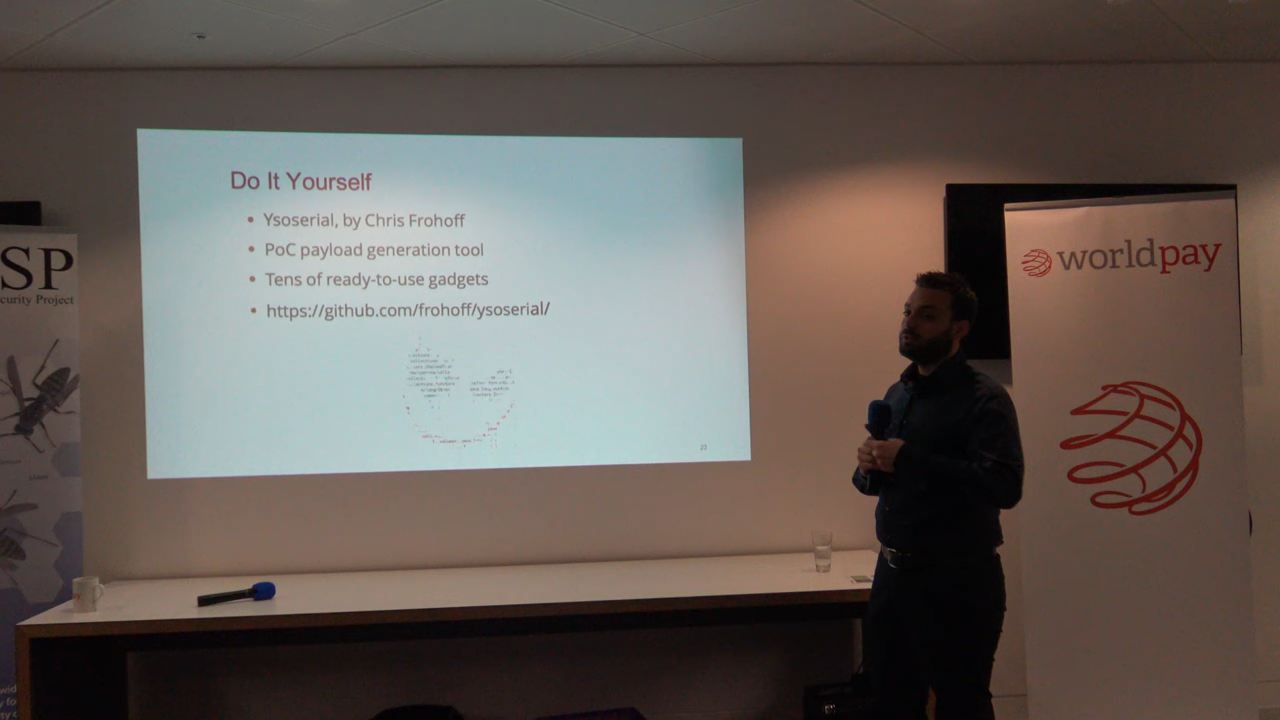 Do It Yourself
• Ysoserial, by Chris Frohoff
• PoC payload generation tool
• Tens of ready-to-use gadgets
• https://github.com/frohoff/ysoserial/
22
SP
curity Project
worldpay